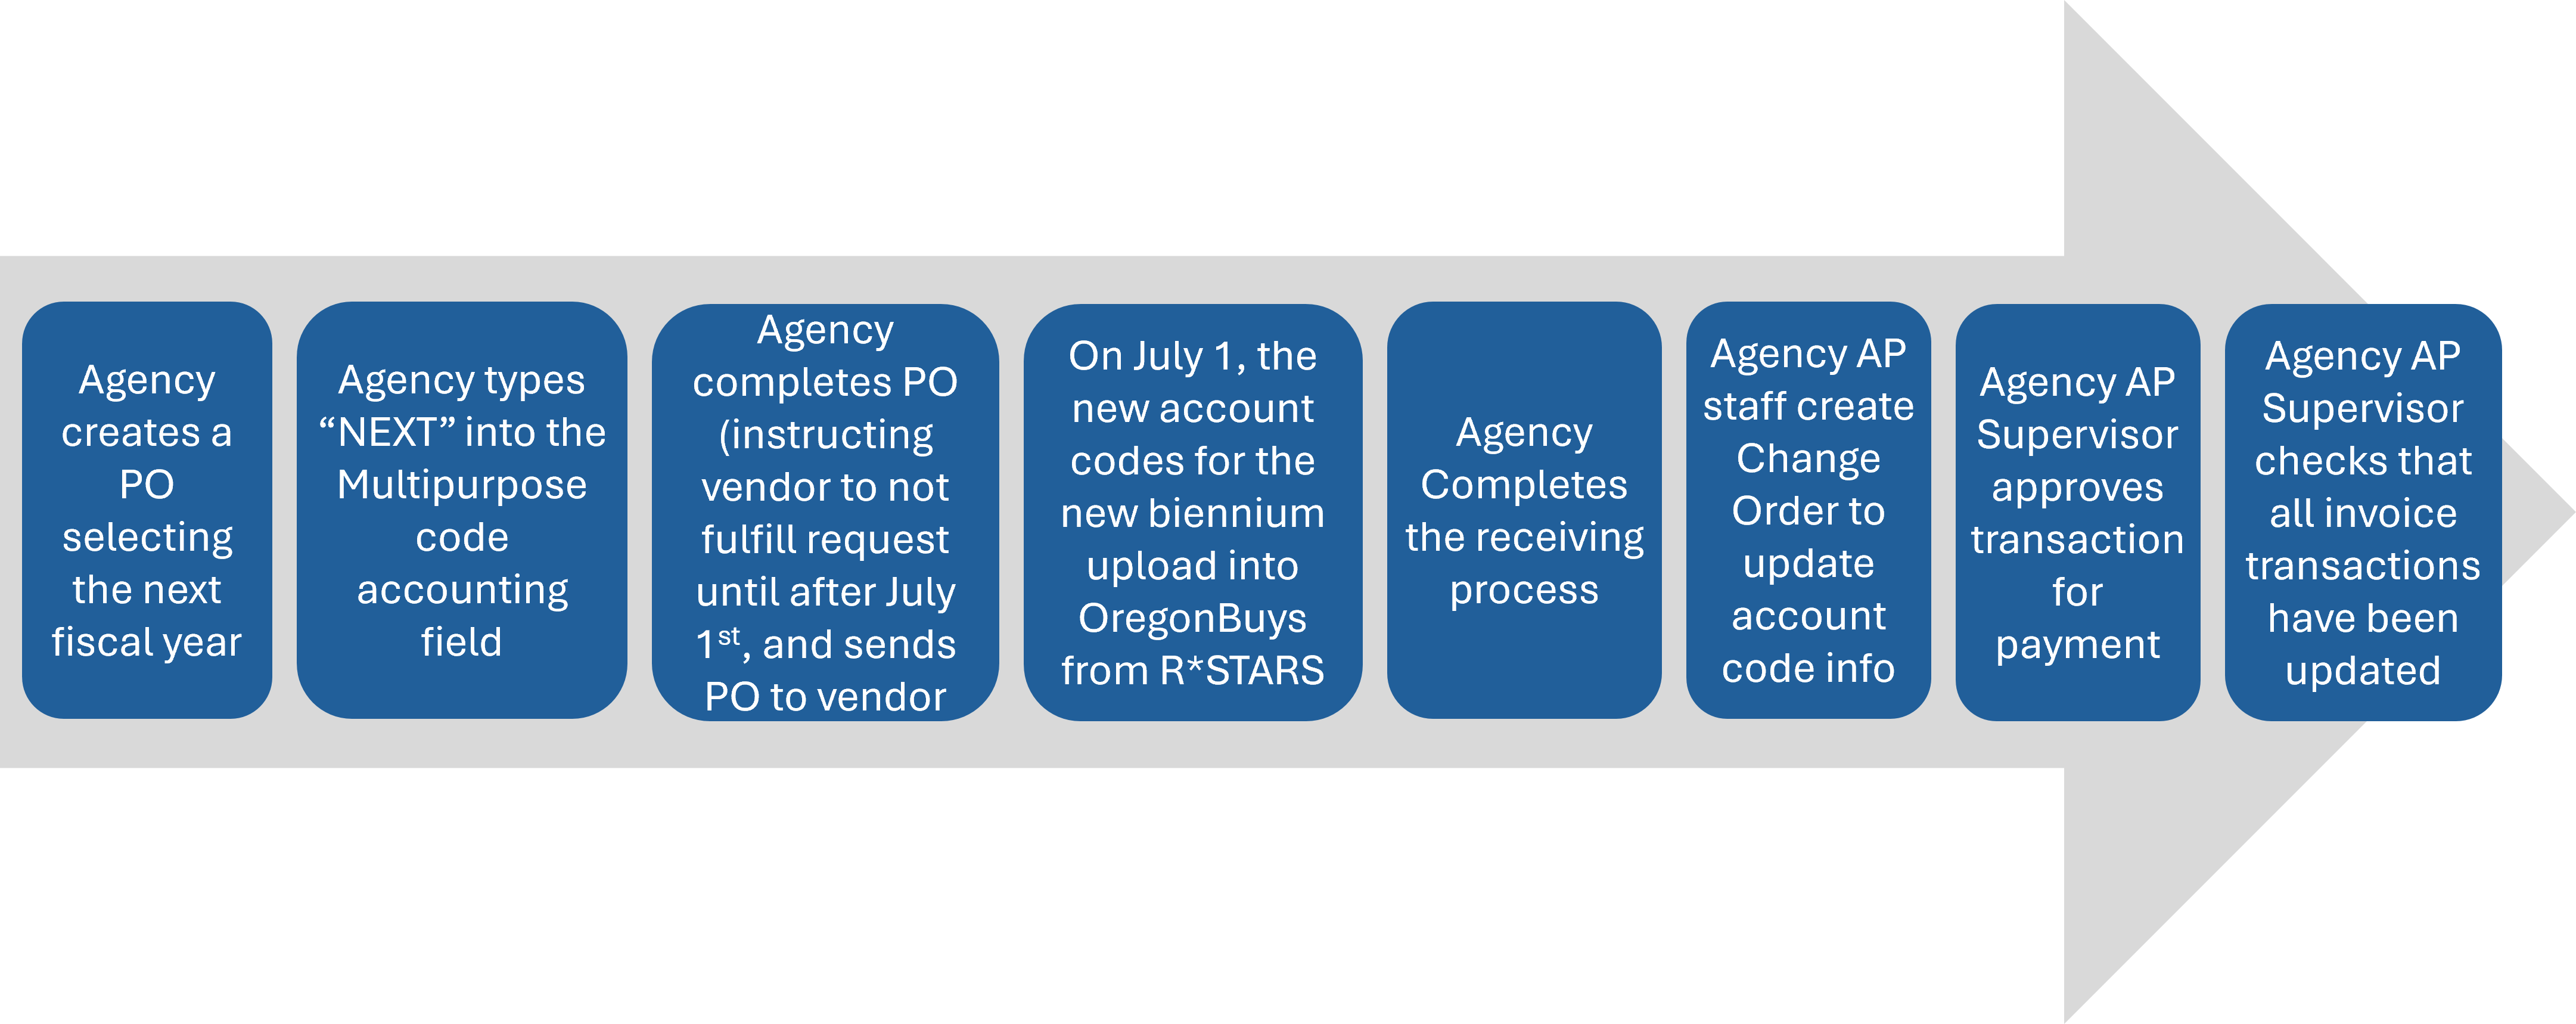 Agency
creates a
PO
selecting
the next
fiscal year
Agency types
“NEXT” into the
Multipurpose
code
accounting
field
Agency
completes PO
(instructing
vendor to not
fulfill request
until after July
1st, and sends
PO to vendor
On July 1, the
new account
codes for the
new biennium
upload into
OregonBuys
from R*STARS
Agency
Completes
the receiving
process
Agency AP
staff create
Change
Order to
update
account
code info
Agency AP
Supervisor
approves
transaction
for
payment
Agency AP
Supervisor
checks that
all invoice
transactions
have been
updated